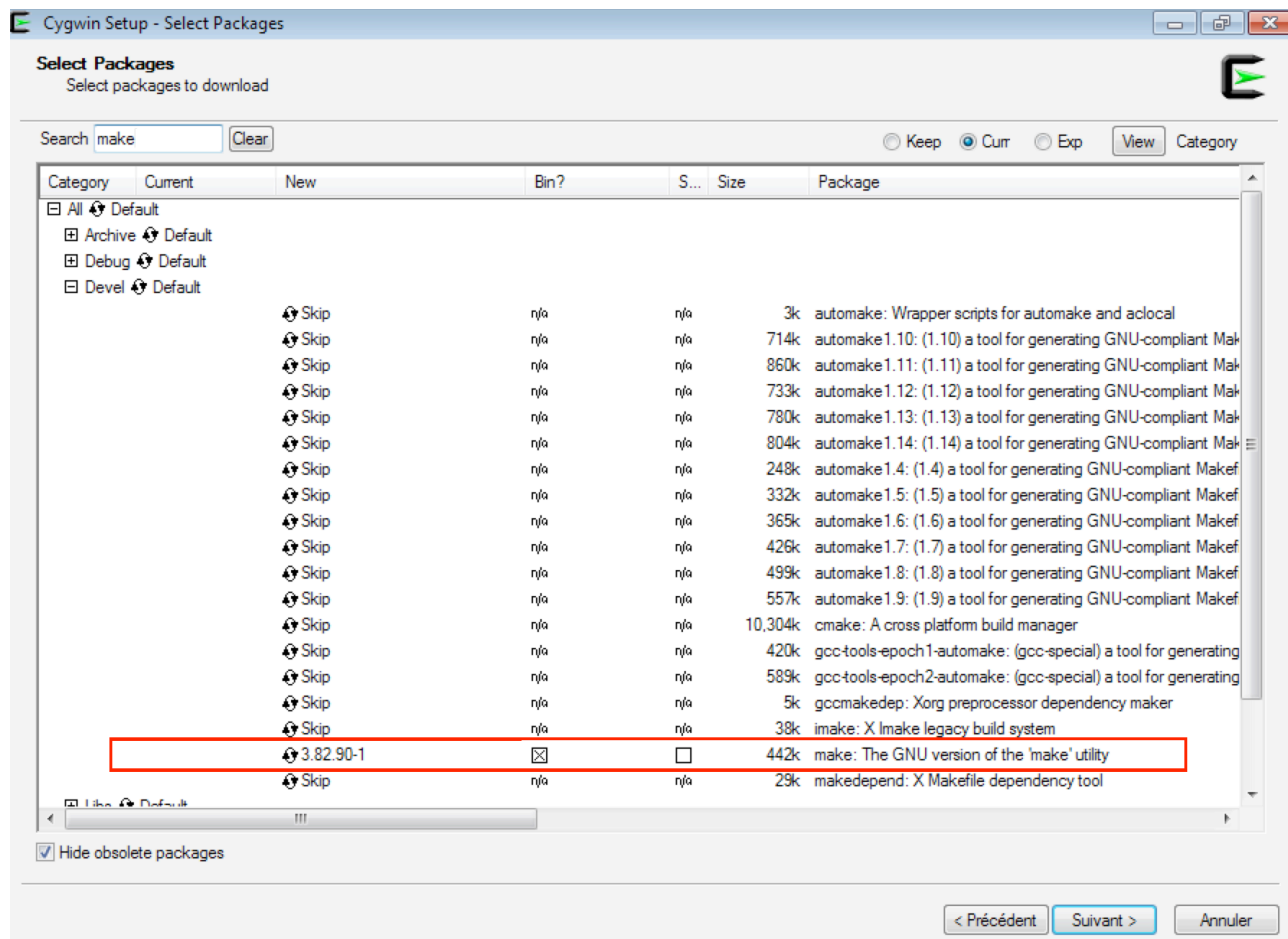 Cygwin Setup - Select Packages
Select Packages
Select packages to download
Search make Clear Keep Curr Exp View Category
Category Current New Bin? S... Size Package
All Default
Archive Default
Debug Default
Devel Default
Skip n/a n/a 3k automake: Wrapper scripts for automake and aclocal
Skip n/a n/a 714k automake1.10: (1.10) a tool for generating GNU-compliant Mak
Skip n/a n/a 860k automake1.11: (1.11) a tool for generating GNU-compliant Mak
Skip n/a n/a 733k automake1.12: (1.12) a tool for generating GNU-compliant Mak
Skip n/a n/a 780k automake1.13: (1.13) a tool for generating GNU-compliant Mak
Skip n/a n/a 804k automake1.14: (1.14) a tool for generating GNU-compliant Mak
Skip n/a n/a 248k automake1.4: (1.4) a tool for generating GNU-compliant Makef
Skip n/a n/a 332k automake1.5: (1.5) a tool for generating GNU-compliant Makef
Skip n/a n/a 365k automake1.6: (1.6) a tool for generating GNU-compliant Makef
Skip n/a n/a 426k automake1.7: (1.7) a tool for generating GNU-compliant Makef
Skip n/a n/a 499k automake1.8: (1.8) a tool for generating GNU-compliant Makef
Skip n/a n/a 557k automake1.9: (1.9) a tool for generating GNU-compliant Makef
Skip n/a n/a 10,304k cmake: A cross platform build manager
Skip n/a n/a 420k gcc-tools-epoch1-automake: (gcc-special) a tool for generating
Skip n/a n/a 589k gcc-tools-epoch2-automake: (gcc-special) a tool for generating
Skip n/a n/a 5k gccmakedep: Xorg preprocessor dependency maker
Skip n/a n/a 38k imake: X Imake legacy build system
3.82.90-1 442k make: The GNU version of the 'make' utility
Skip n/a n/a 29k makedepend: X Makefile dependency tool
Libs Default
Hide obsolete packages
< Précédent Suivant > Annuler